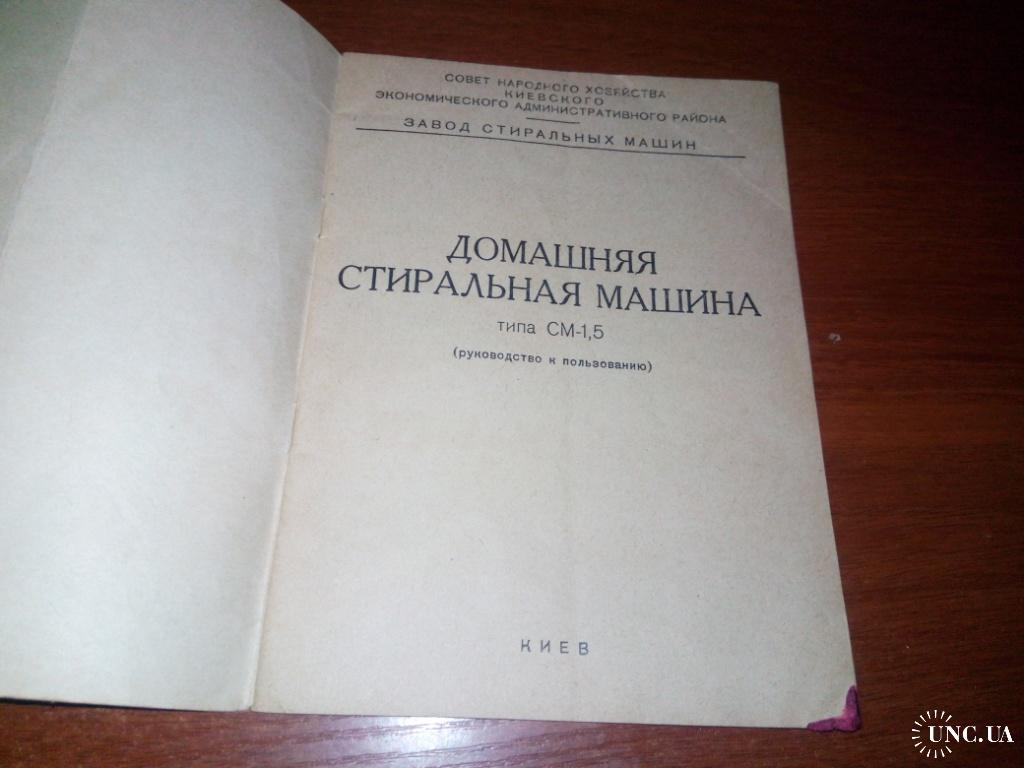 СОВЕТ НАРОДНОГО ХОЗЯЙСТВА
КИЕВСКОГО
ЭКОНОМИЧЕСКОГО АДМИНИСТРАТИВНОГО РАЙОНА
ЗАВОД СТИРАЛЬНЫХ МАШИН
ДОМАШНЯЯ
СТИРАЛЬНАЯ МАШИНА
типа СМ-1,5
(руководство к пользованию)
КИЕВ
UNC.UA